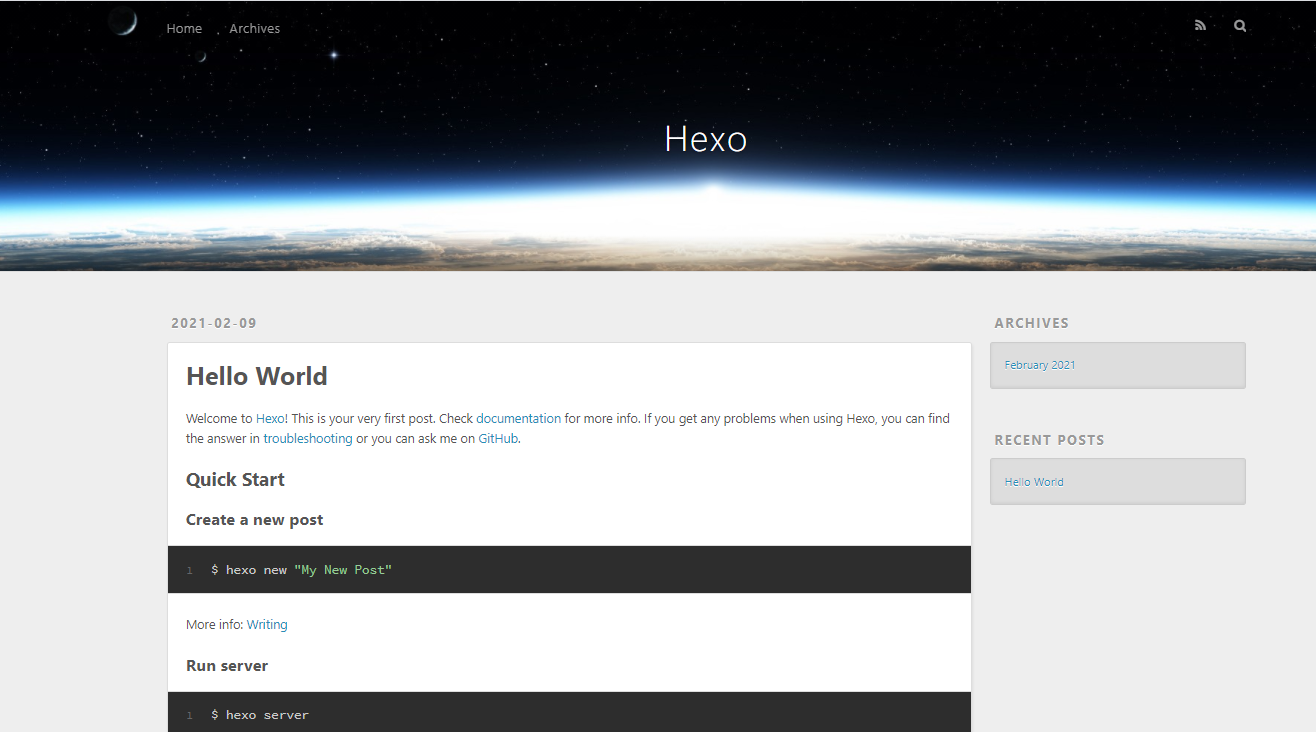 Home Archives
Hexo
2021-02-09
Hello World
Welcome to Hexo! This is your very first post. Check documentation for more info. If you get any problems when using Hexo, you can find
the answer in troubleshooting or you can ask me on GitHub.
Quick Start
Create a new post
1 $ hexo new "My New Post"
More info: Writing
Run server
1 $ hexo server
ARCHIVES
February 2021
RECENT POSTS
Hello World